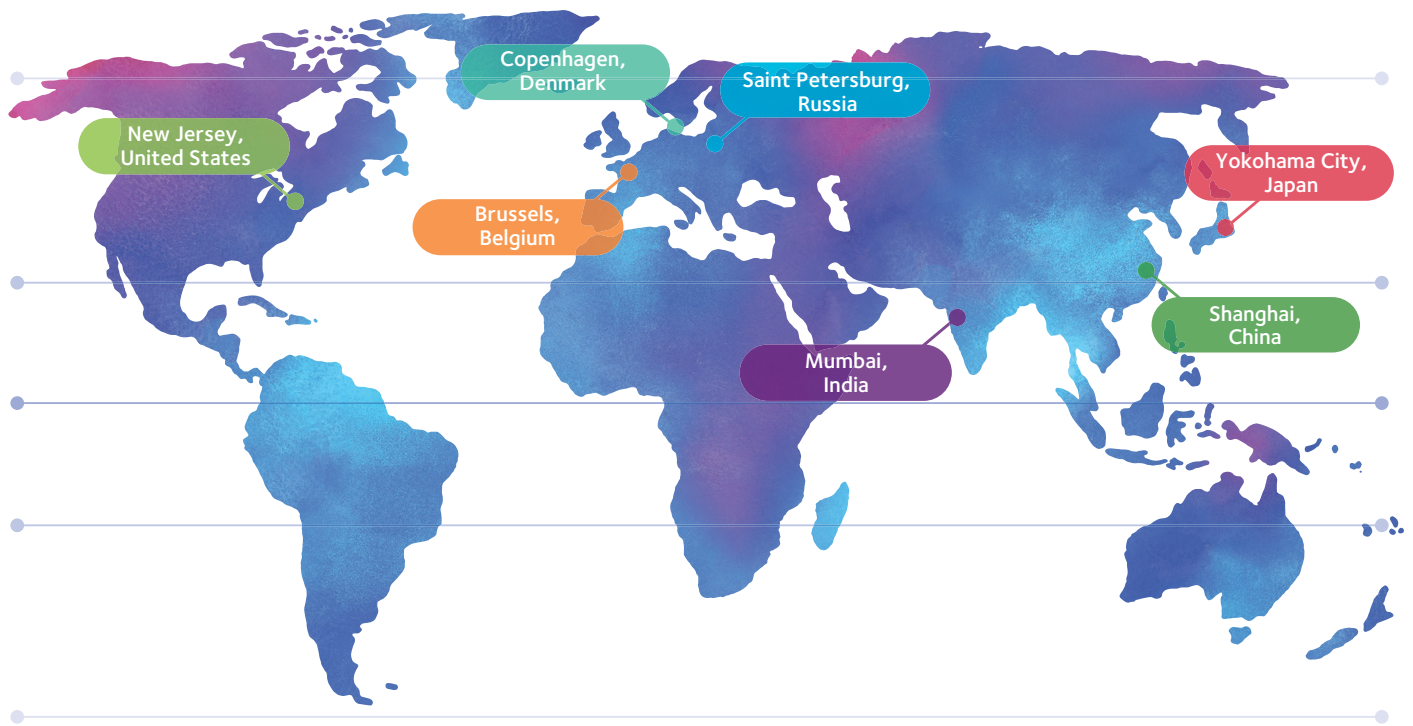 Copenhagen,
Denmark
Saint Petersburg,
Russia
New Jersey,
United States
Yokohama City,
Japan
Brussels,
Belgium
Shanghai,
China
Mumbai,
India